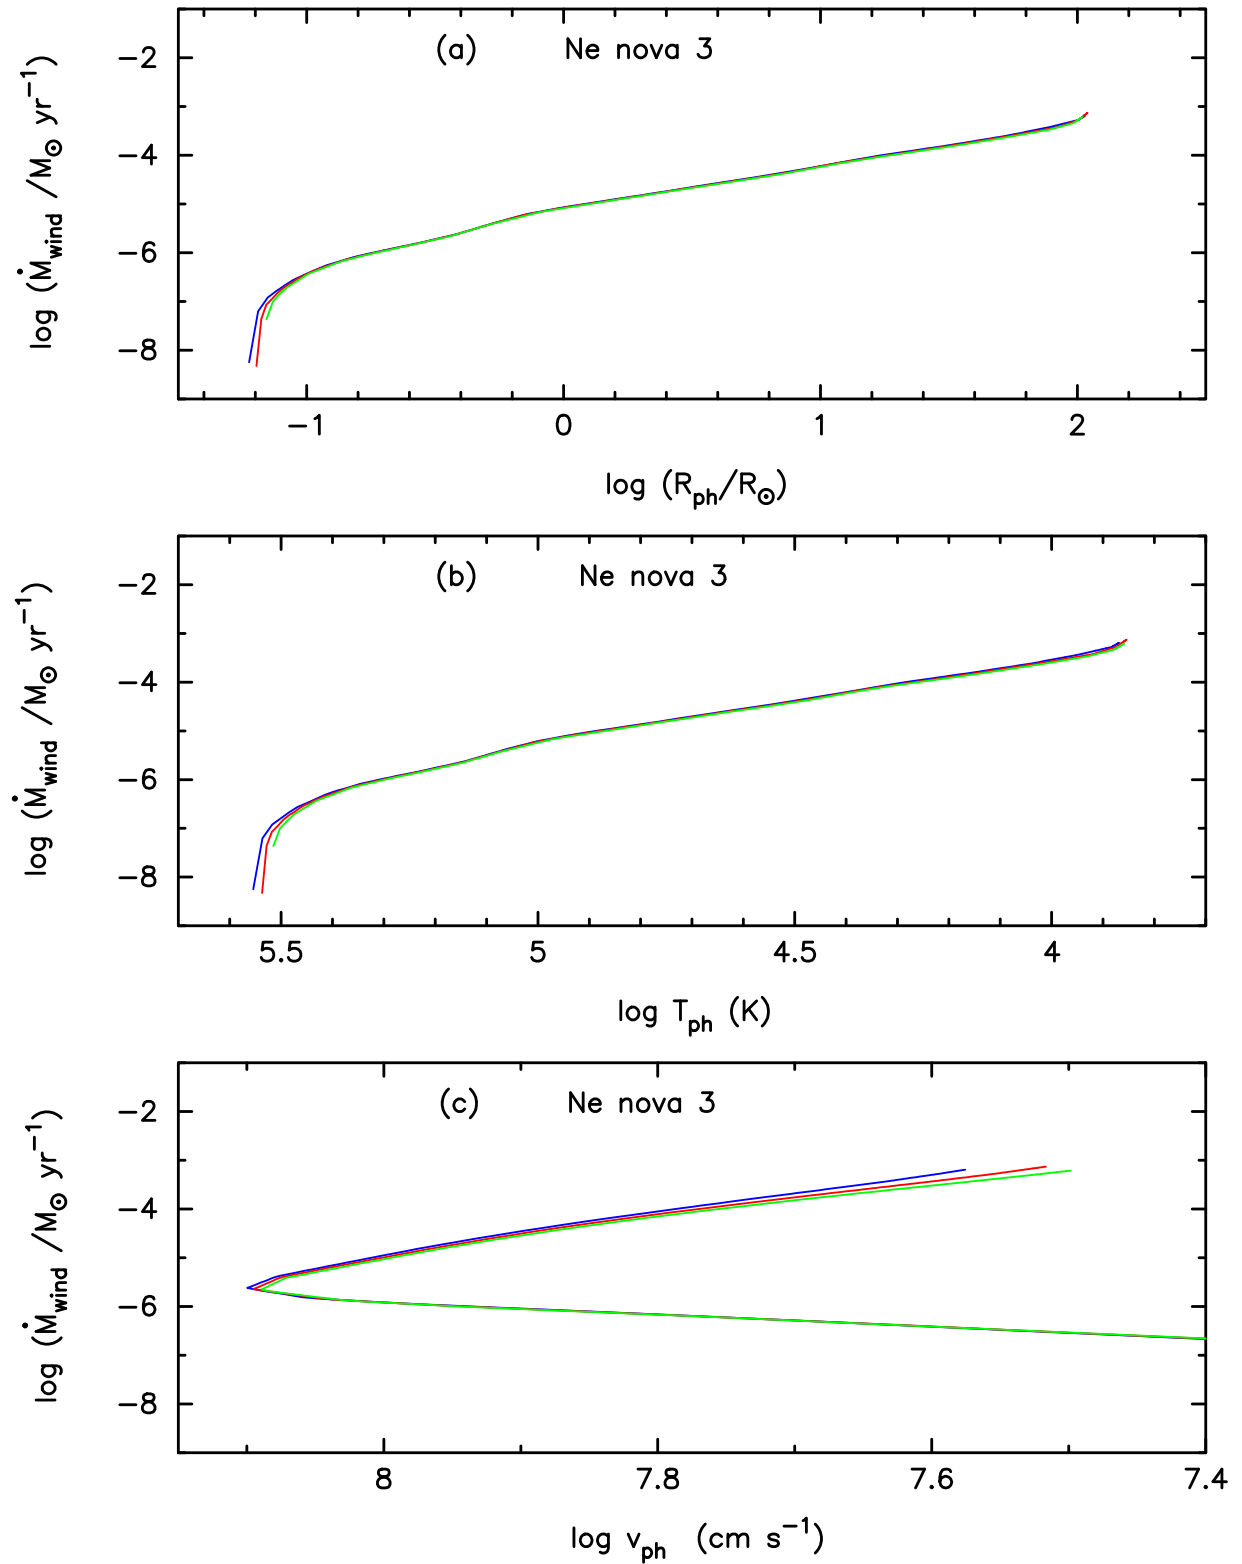 (a) Ne nova 3
−2
−4
−6
−8
log (Ṁwind /M⊙ yr−1)
−1 0 1 2
log (Rph/R⊙)
(b) Ne nova 3
−2
−4
−6
−8
log (Ṁwind /M⊙ yr−1)
5.5 5 4.5 4
log Tph (K)
(c) Ne nova 3
−2
−4
−6
−8
log (Ṁwind /M⊙ yr−1)
8 7.8 7.6 7.4
log vph (cm s−1)